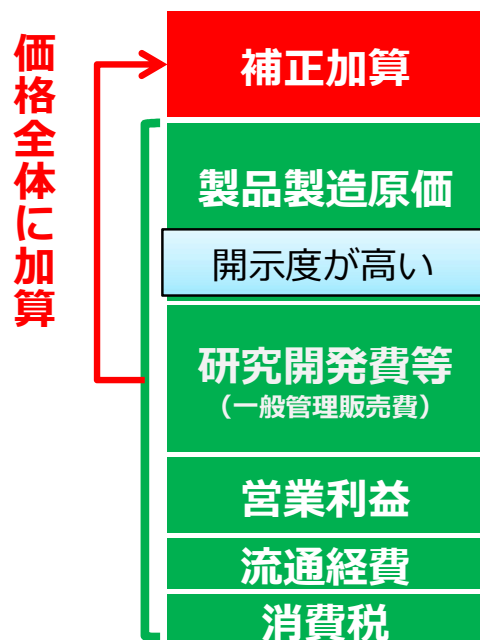 価格全体に加算
補正加算
製品製造原価
開示度が高い
研究開発費等
（一般管理販売費）
営業利益
流通経費
消費税